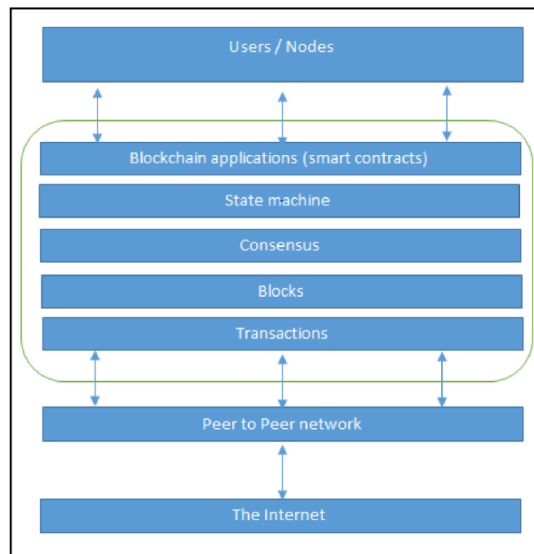 Users / Nodes
Blockchain applications (smart contracts)
State machine
Consensus
Blocks
Transactions
Peer to Peer network
The Internet